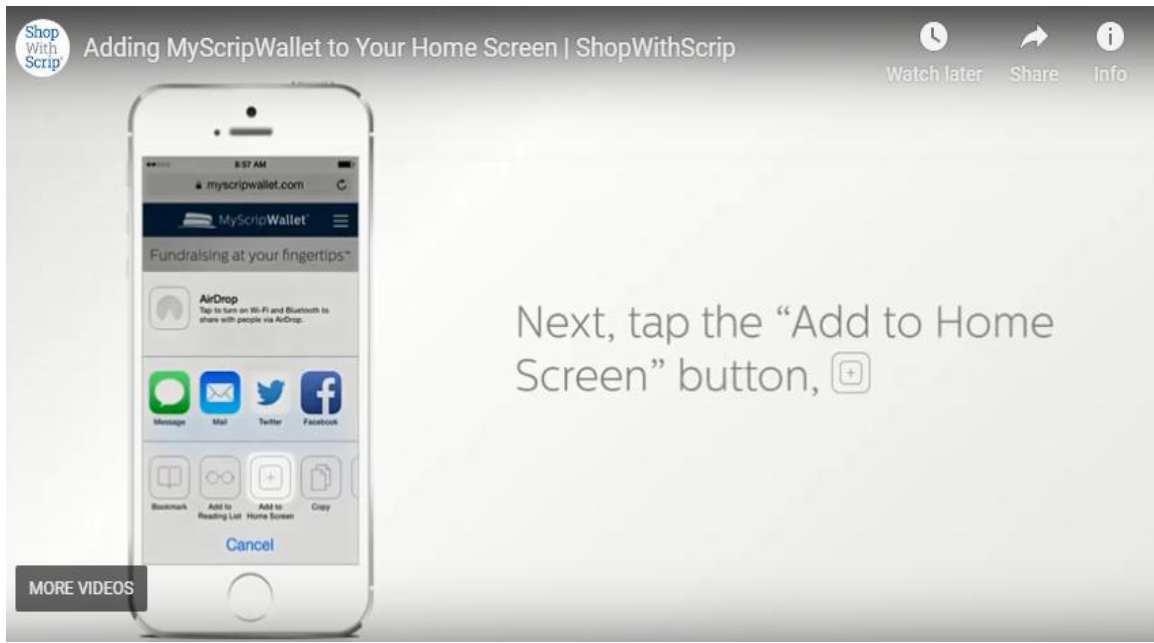 Shop
With
Scrip®
Adding MyScripWallet to Your Home Screen | ShopWithScrip
Watch later
Share
Info
8:57 AM
myscripwallet.com
MyScripWallet
Fundraising at your fingertips
AirDrop
Tap to turn on Wi-Fi and Bluetooth to
share with people via AirDrop.
Message
Mail
Twitter
Facebook
Bookmark
Add to
Reading List
Add to
Home Screen
Copy
Cancel
Next, tap the “Add to Home
Screen” button,
MORE VIDEOS